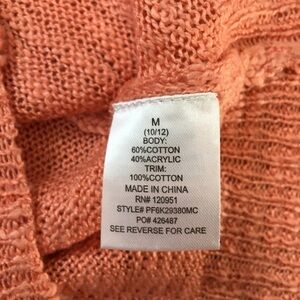 M
(10/12)
BODY:
60%COTTON
40%ACRYLIC
TRIM:
100%COTTON
MADE IN CHINA
RN# 120951
STYLE# PF6K29380MC
PO# 426487
SEE REVERSE FOR CARE